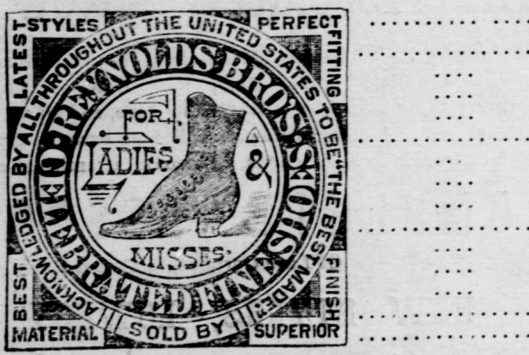 LATEST STYLES
PERFECT FITTING
ACKNOWLEDGED BY ALL THROUGHOUT THE UNITED STATES TO BE "THE BEST MADE"
REYNOLDS BRO'S.
CELEBRATED FINE SHOES
FOR
LADIES
&
MISSES.
BEST MATERIAL
SOLD BY
SUPERIOR FINISH